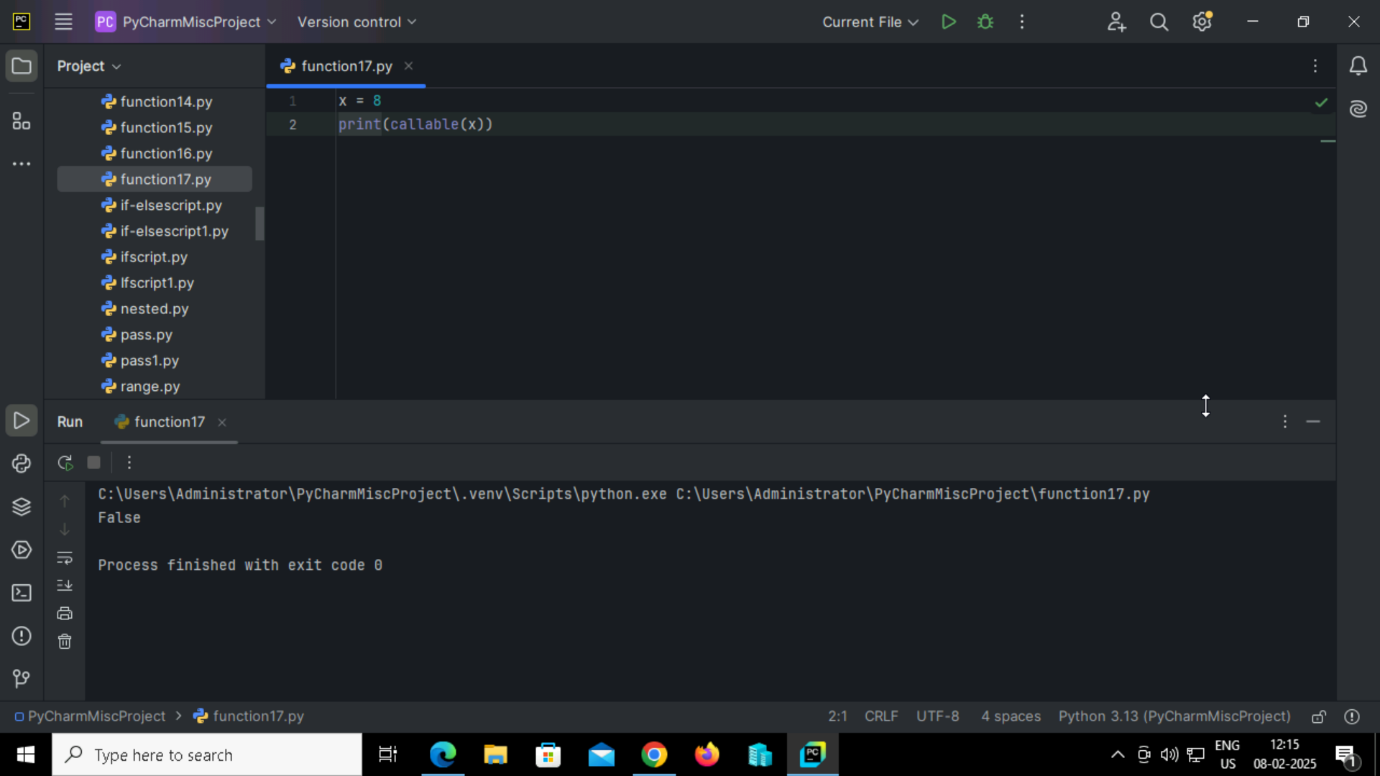 PC
PC PyCharmMiscProject Version control Current File
Project
function17.py
function14.py
function15.py
function16.py
function17.py
if-elsescript.py
if-elsescript1.py
ifscript.py
Ifscript1.py
nested.py
pass.py
pass1.py
range.py
1 x = 8
2 print(callable(x))
Run function17
C:\Users\Administrator\PyCharmMiscProject\.venv\Scripts\python.exe C:\Users\Administrator\PyCharmMiscProject\function17.py
False
Process finished with exit code 0
PyCharmMiscProject > function17.py 2:1 CRLF UTF-8 4 spaces Python 3.13 (PyCharmMiscProject)
Type here to search
PC
ENG
US
12:15
08-02-2025
1